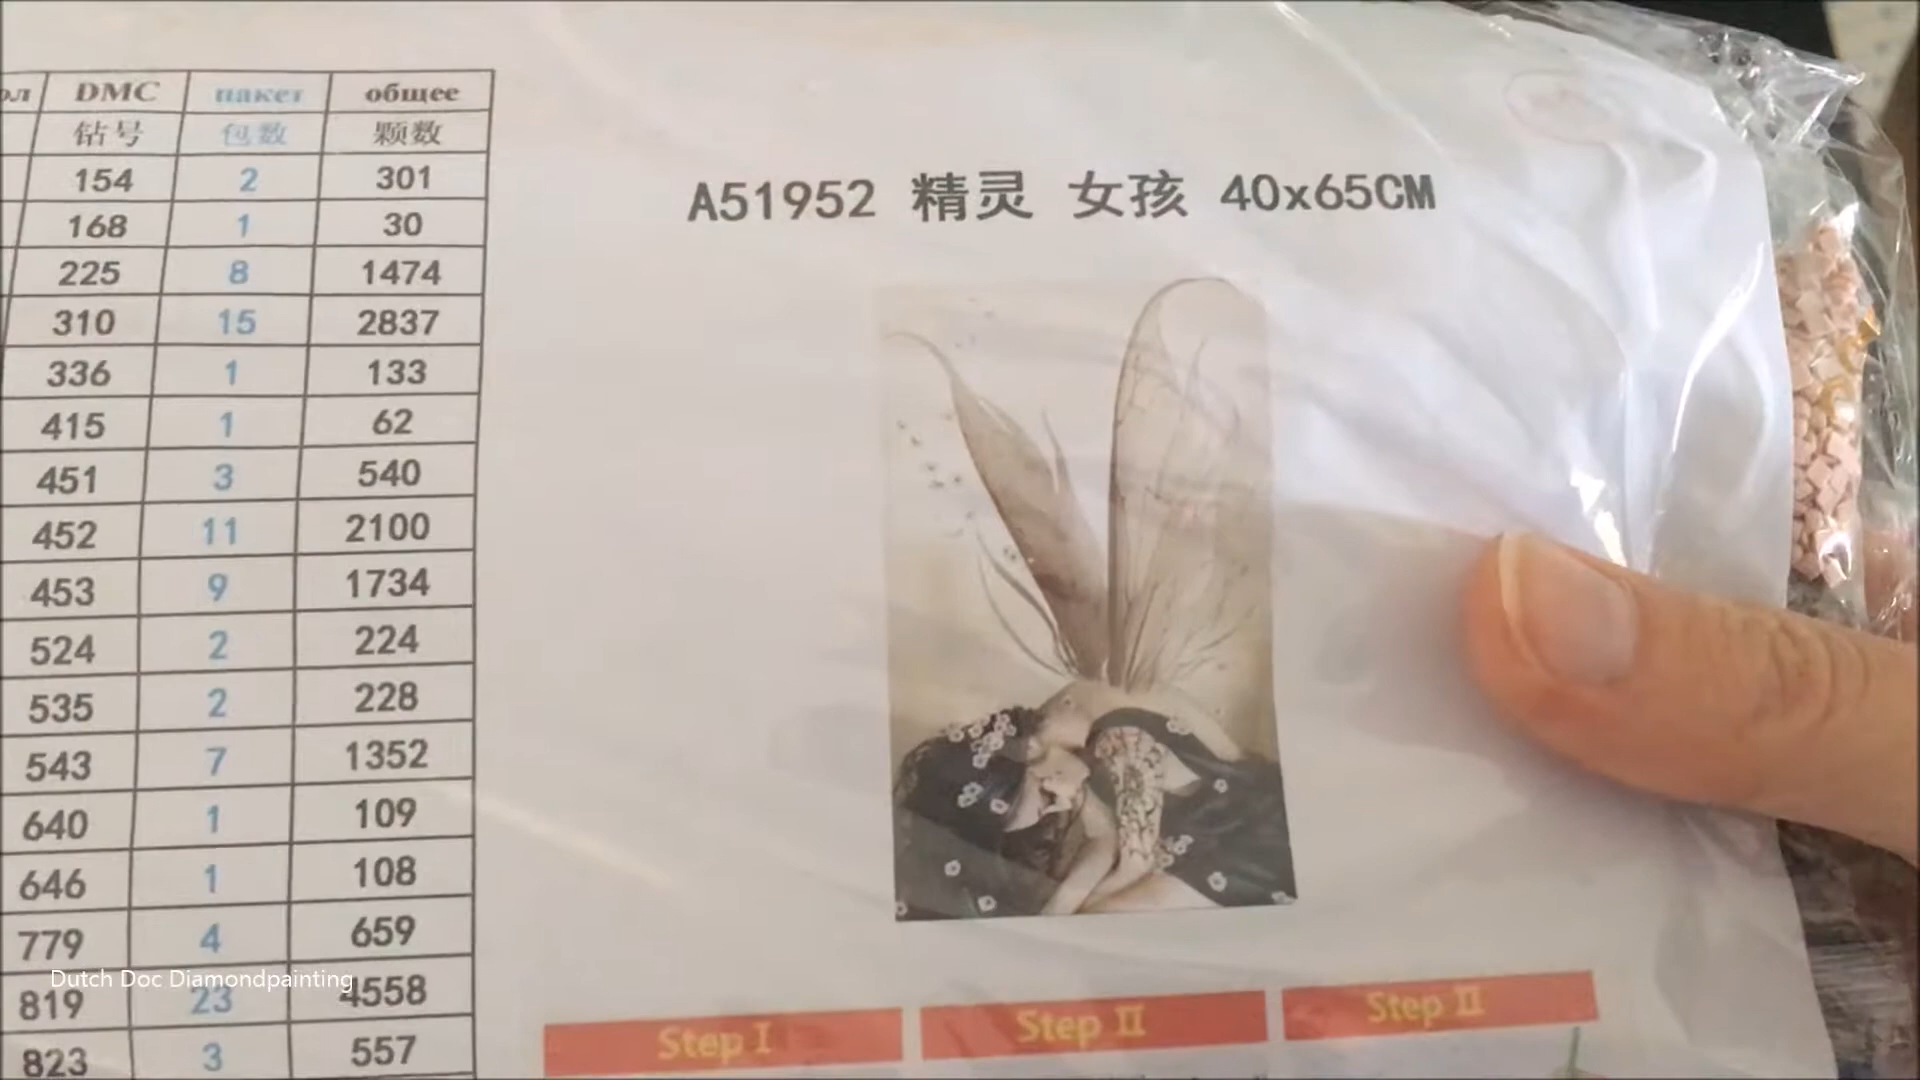 ол DMC пакет общее
钻号 包数 颗数
154 2 301
168 1 30
225 8 1474
310 15 2837
336 1 133
415 1 62
451 3 540
452 11 2100
453 9 1734
524 2 224
535 2 228
543 7 1352
640 1 109
646 1 108
779 4 659
819 23 4558
823 3 557
A51952 精灵 女孩 40x65CM
Step I
Step II
Step II
Dutch Doc Diamondpainting